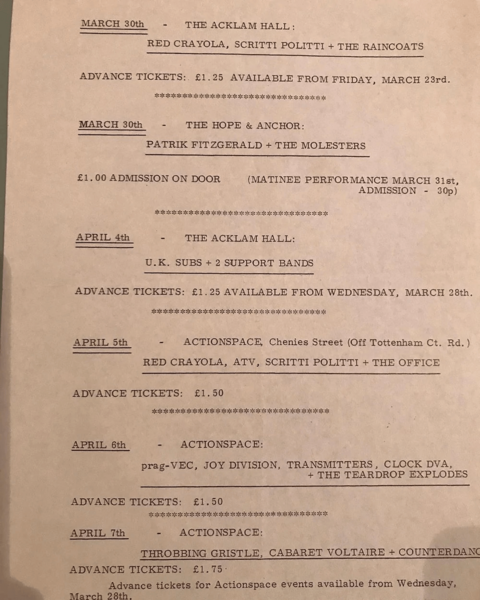 MARCH 30th - THE ACKLAM HALL:
RED CRAYOLA, SCRITTI POLITTI + THE RAINCOATS
ADVANCE TICKETS: £1.25 AVAILABLE FROM FRIDAY, MARCH 23rd.
******************************
MARCH 30th - THE HOPE & ANCHOR:
PATRIK FITZGERALD + THE MOLESTERS
£1.00 ADMISSION ON DOOR (MATINEE PERFORMANCE MARCH 31st,
ADMISSION - 30p)
******************************
APRIL 4th - THE ACKLAM HALL:
U.K. SUBS + 2 SUPPORT BANDS
ADVANCE TICKETS: £1.25 AVAILABLE FROM WEDNESDAY, MARCH 28th.
******************************
APRIL 5th - ACTIONSPACE, Chenies Street (Off Tottenham Ct. Rd.)
RED CRAYOLA, ATV, SCRITTI POLITTI + THE OFFICE
ADVANCE TICKETS: £1.50
******************************
APRIL 6th - ACTIONSPACE:
prag-VEC, JOY DIVISION, TRANSMITTERS, CLOCK DVA,
+ THE TEARDROP EXPLODES
ADVANCE TICKETS: £1.50
******************************
APRIL 7th - ACTIONSPACE:
THROBBING GRISTLE, CABARET VOLTAIRE + COUNTERDANC
ADVANCE TICKETS: £1.75
Advance tickets for Actionspace events available from Wednesday,
March 28th.